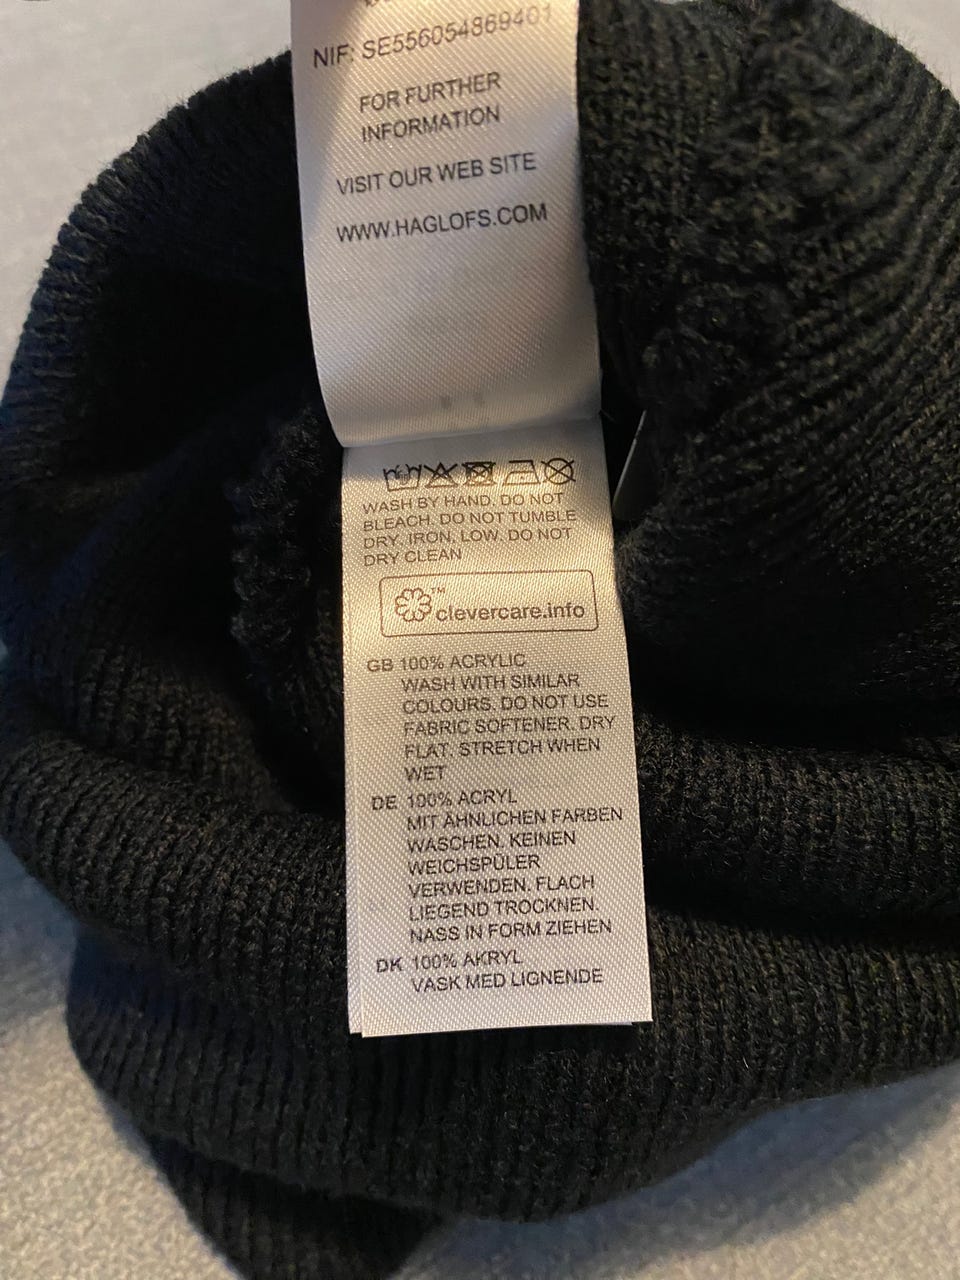 NIF: SE556054869401
FOR FURTHER
INFORMATION
VISIT OUR WEB SITE
WWW.HAGLOFS.COM
WASH BY HAND. DO NOT
BLEACH. DO NOT TUMBLE
DRY. IRON, LOW. DO NOT
DRY CLEAN
clevercare.info™
GB 100% ACRYLIC
WASH WITH SIMILAR
COLOURS. DO NOT USE
FABRIC SOFTENER. DRY
FLAT. STRETCH WHEN
WET
DE 100% ACRYL
MIT ÄHNLICHEN FARBEN
WASCHEN. KEINEN
WEICHSPÜLER
VERWENDEN. FLACH
LIEGEND TROCKNEN.
NASS IN FORM ZIEHEN
DK 100% AKRYL
VASK MED LIGNENDE